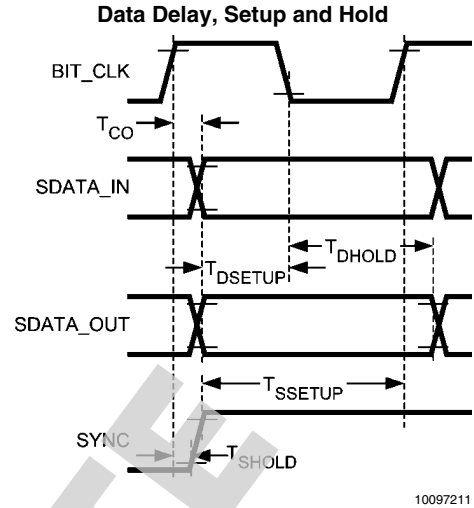 Data Delay, Setup and Hold
BIT_CLK
TCO
SDATA_IN
TDHOLD
TDSETUP
SDATA_OUT
TSSETUP
SYNC
TSHOLD
10097211